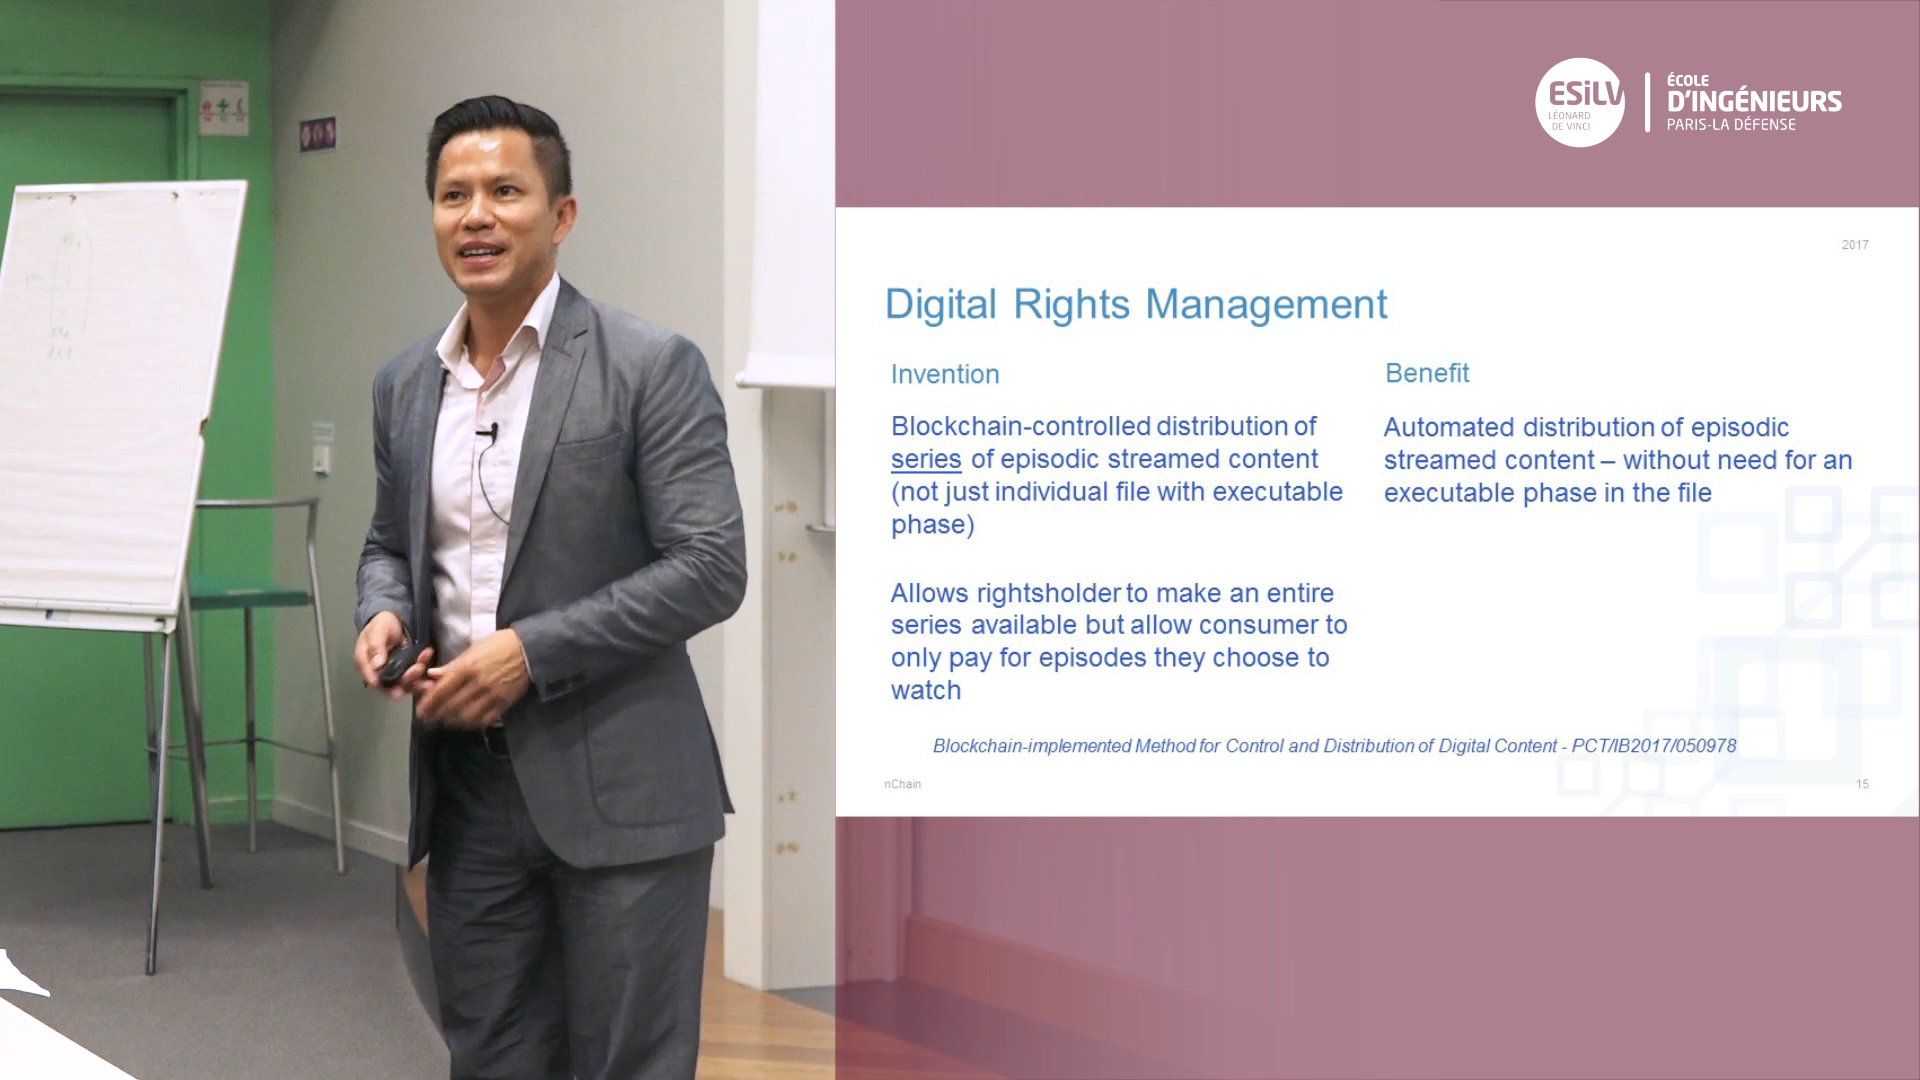 ESiLV
LÉONARD
DE VINCI
ÉCOLE
D'INGÉNIEURS
PARIS-LA DÉFENSE
2017
Digital Rights Management
Invention
Blockchain-controlled distribution of
series of episodic streamed content
(not just individual file with executable
phase)
Allows rightsholder to make an entire
series available but allow consumer to
only pay for episodes they choose to
watch
Benefit
Automated distribution of episodic
streamed content – without need for an
executable phase in the file
Blockchain-implemented Method for Control and Distribution of Digital Content - PCT/IB2017/050978
nChain
15